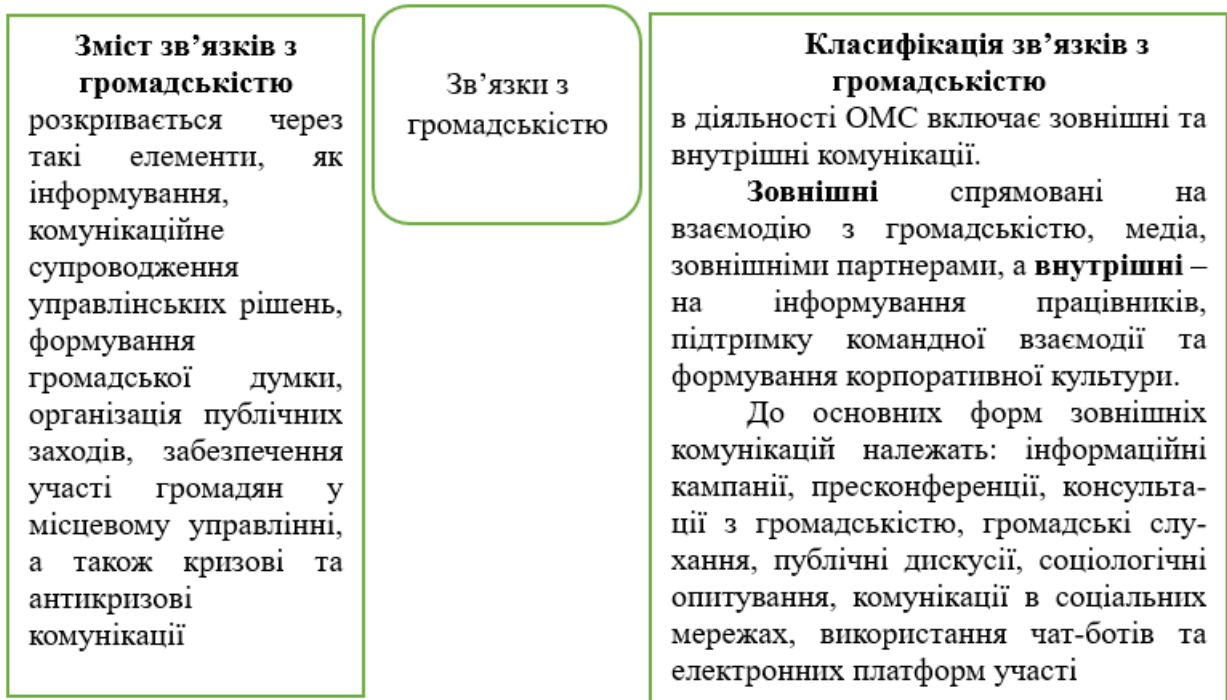 Зміст зв’язків з
громадськістю
розкривається через
такі елементи, як
інформування,
комунікаційне
супроводження
управлінських рішень,
формування
громадської думки,
організація публічних
заходів, забезпечення
участі громадян у
місцевому управлінні,
а також кризові та
антикризові
комунікації
Зв’язки з
громадськістю
Класифікація зв’язків з
громадськістю
в діяльності ОМС включає зовнішні та
внутрішні комунікації.
Зовнішні спрямовані на
взаємодію з громадськістю, медіа,
зовнішніми партнерами, а внутрішні –
на інформування працівників,
підтримку командної взаємодії та
формування корпоративної культури.
До основних форм зовнішніх
комунікацій належать: інформаційні
кампанії, пресконференції, консульта-
ції з громадськістю, громадські слу-
хання, публічні дискусії, соціологічні
опитування, комунікації в соціальних
мережах, використання чат-ботів та
електронних платформ участі